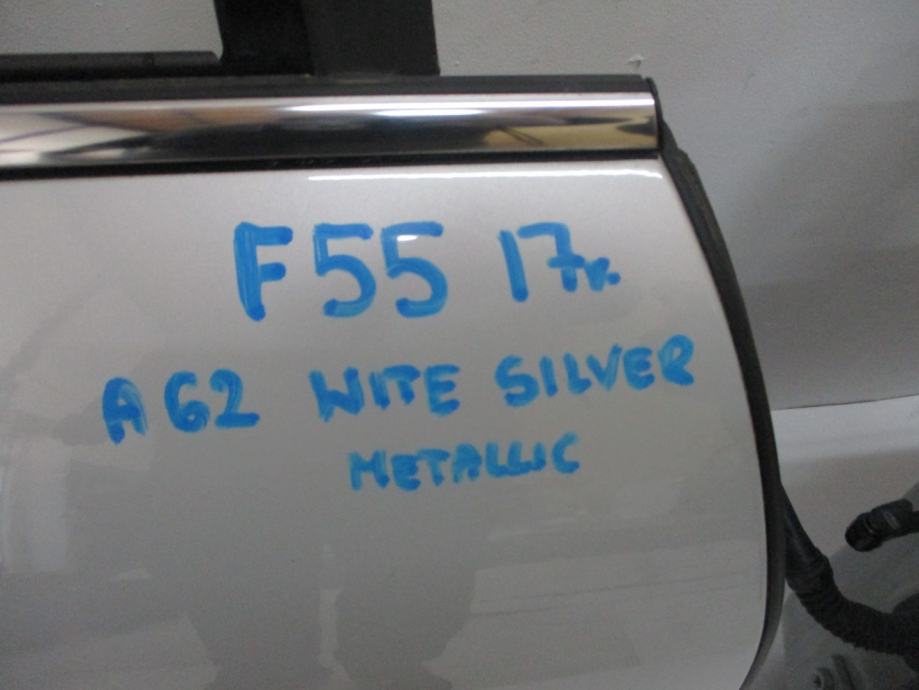 F55 17r.
A62 WITE SILVER
METALLIC